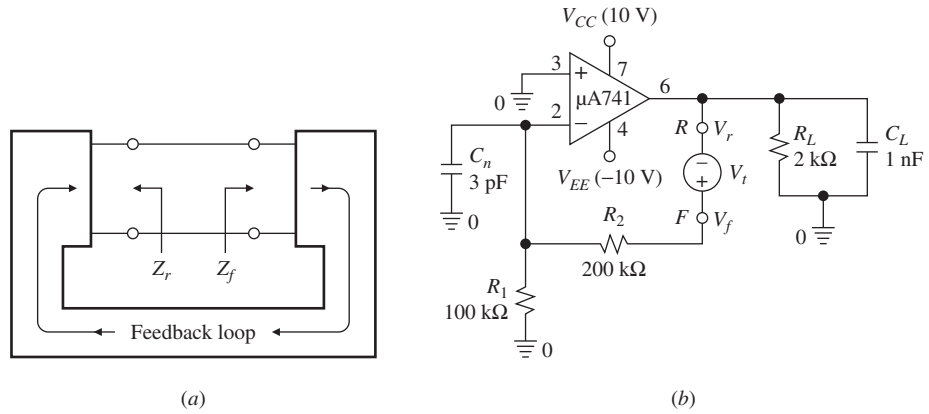 Z_r
Z_f
Feedback loop
(a)
V_CC (10 V)
3
+
7
0
µA741
6
2
−
4
R
V_r
C_n
3 pF
V_EE (−10 V)
−
+
V_t
R_L
2 kΩ
C_L
1 nF
0
R_2
F
V_f
0
200 kΩ
R_1
100 kΩ
0
(b)